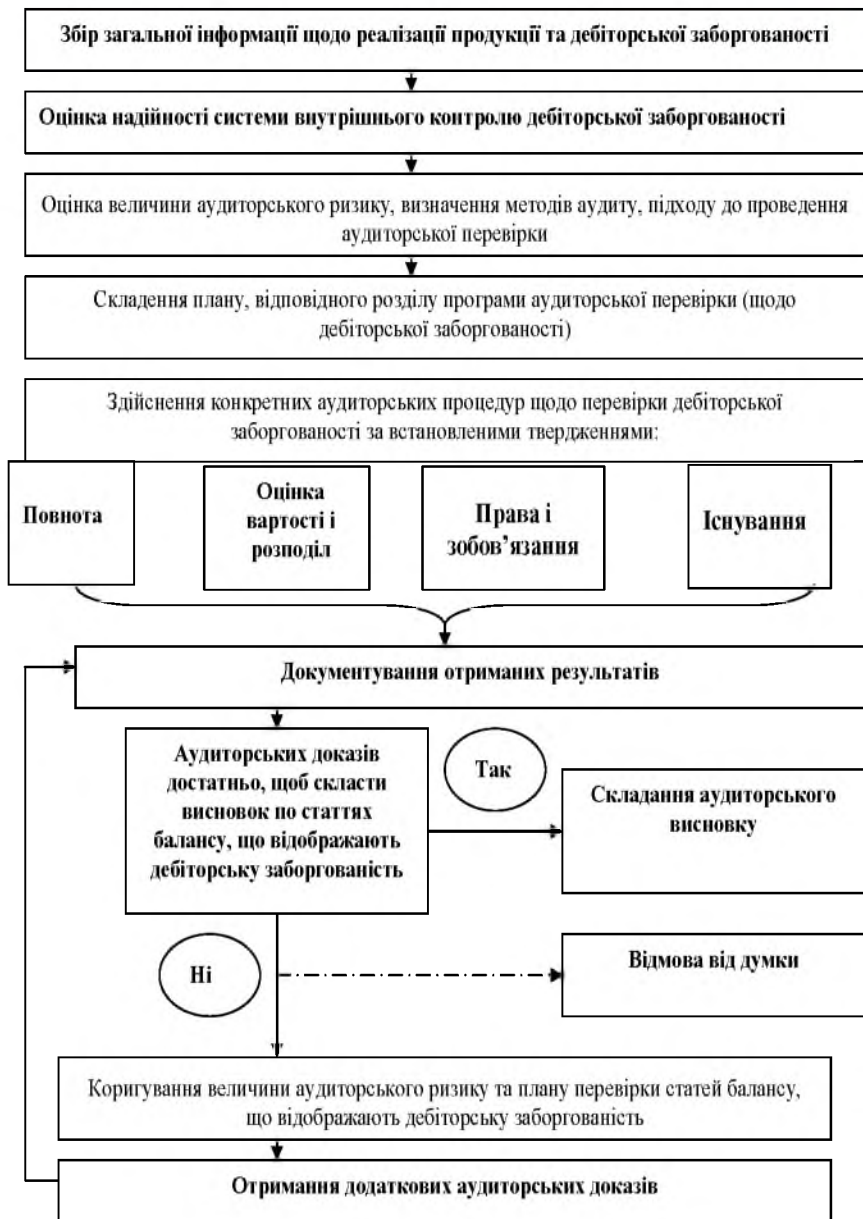 Збір загальної інформації щодо реалізації продукції та дебіторської заборгованості
Оцінка надійності системи внутрішнього контролю дебіторської заборгованості
Оцінка величини аудиторського ризику, визначення методів аудиту, підходу до проведення
аудиторської перевірки
Складення плану, відповідного розділу програми аудиторської перевірки (щодо
дебіторської заборгованості)
Здійснення конкретних аудиторських процедур щодо перевірки дебіторської
заборгованості за встановленими твердженнями:
Повнота
Оцінка
вартості і
розподіл
Права і
зобов’язання
Існування
Документування отриманих результатів
Аудиторських доказів
достатньо, щоб скласти
висновок по статтях
балансу, що відображають
дебіторську заборгованість
Так
Складання аудиторського
висновку
Ні
Відмова від думки
Коригування величини аудиторського ризику та плану перевірки статей балансу,
що відображають дебіторську заборгованість
Отримання додаткових аудиторських доказів